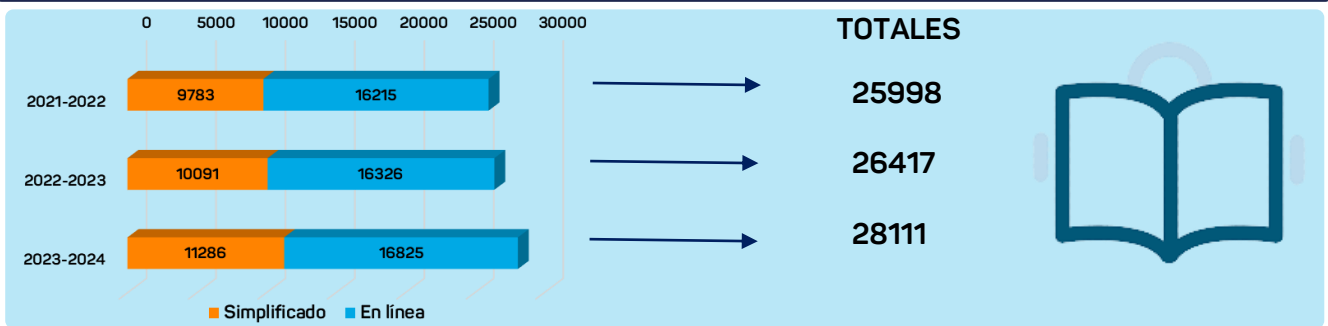 0 5000 10000 15000 20000 25000 30000
TOTALES
2021-2022 9783 16215 25998
2022-2023 10091 16326 26417
2023-2024 11286 16825 28111
Simplificado En línea